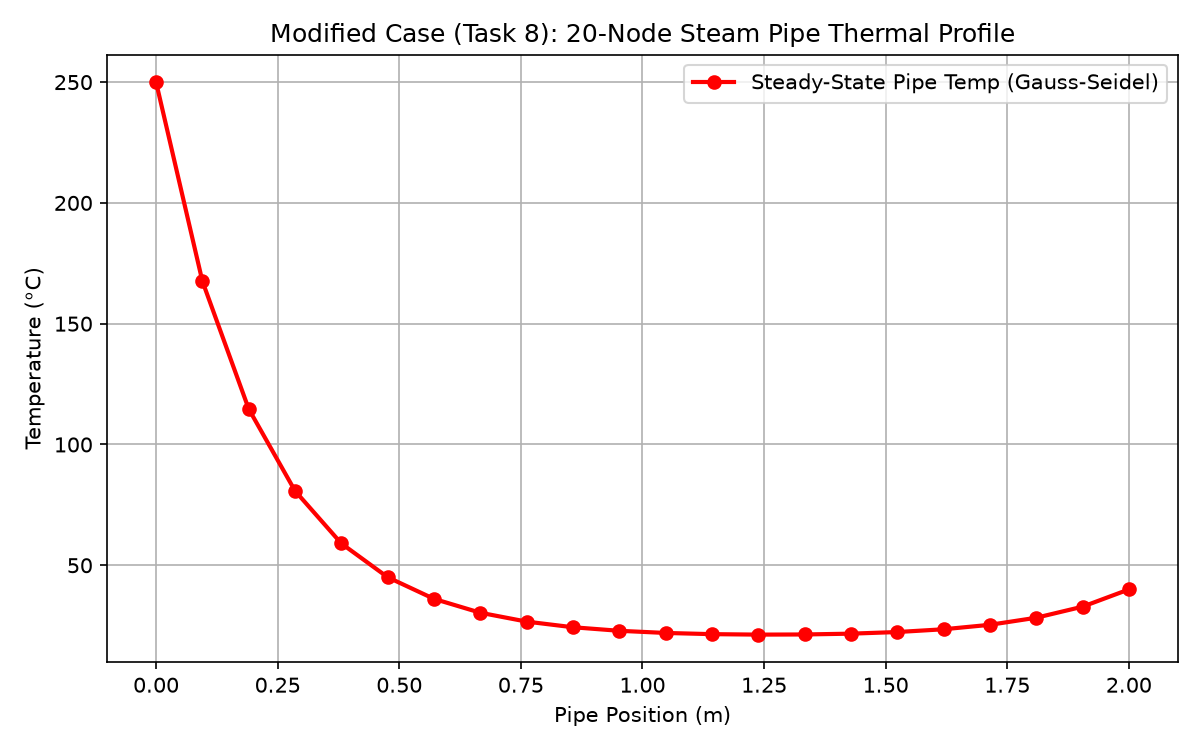 Modified Case (Task 8): 20-Node Steam Pipe Thermal Profile
Steady-State Pipe Temp (Gauss-Seidel)
Temperature (°C)
250
200
150
100
50
0.00 0.25 0.50 0.75 1.00 1.25 1.50 1.75 2.00
Pipe Position (m)